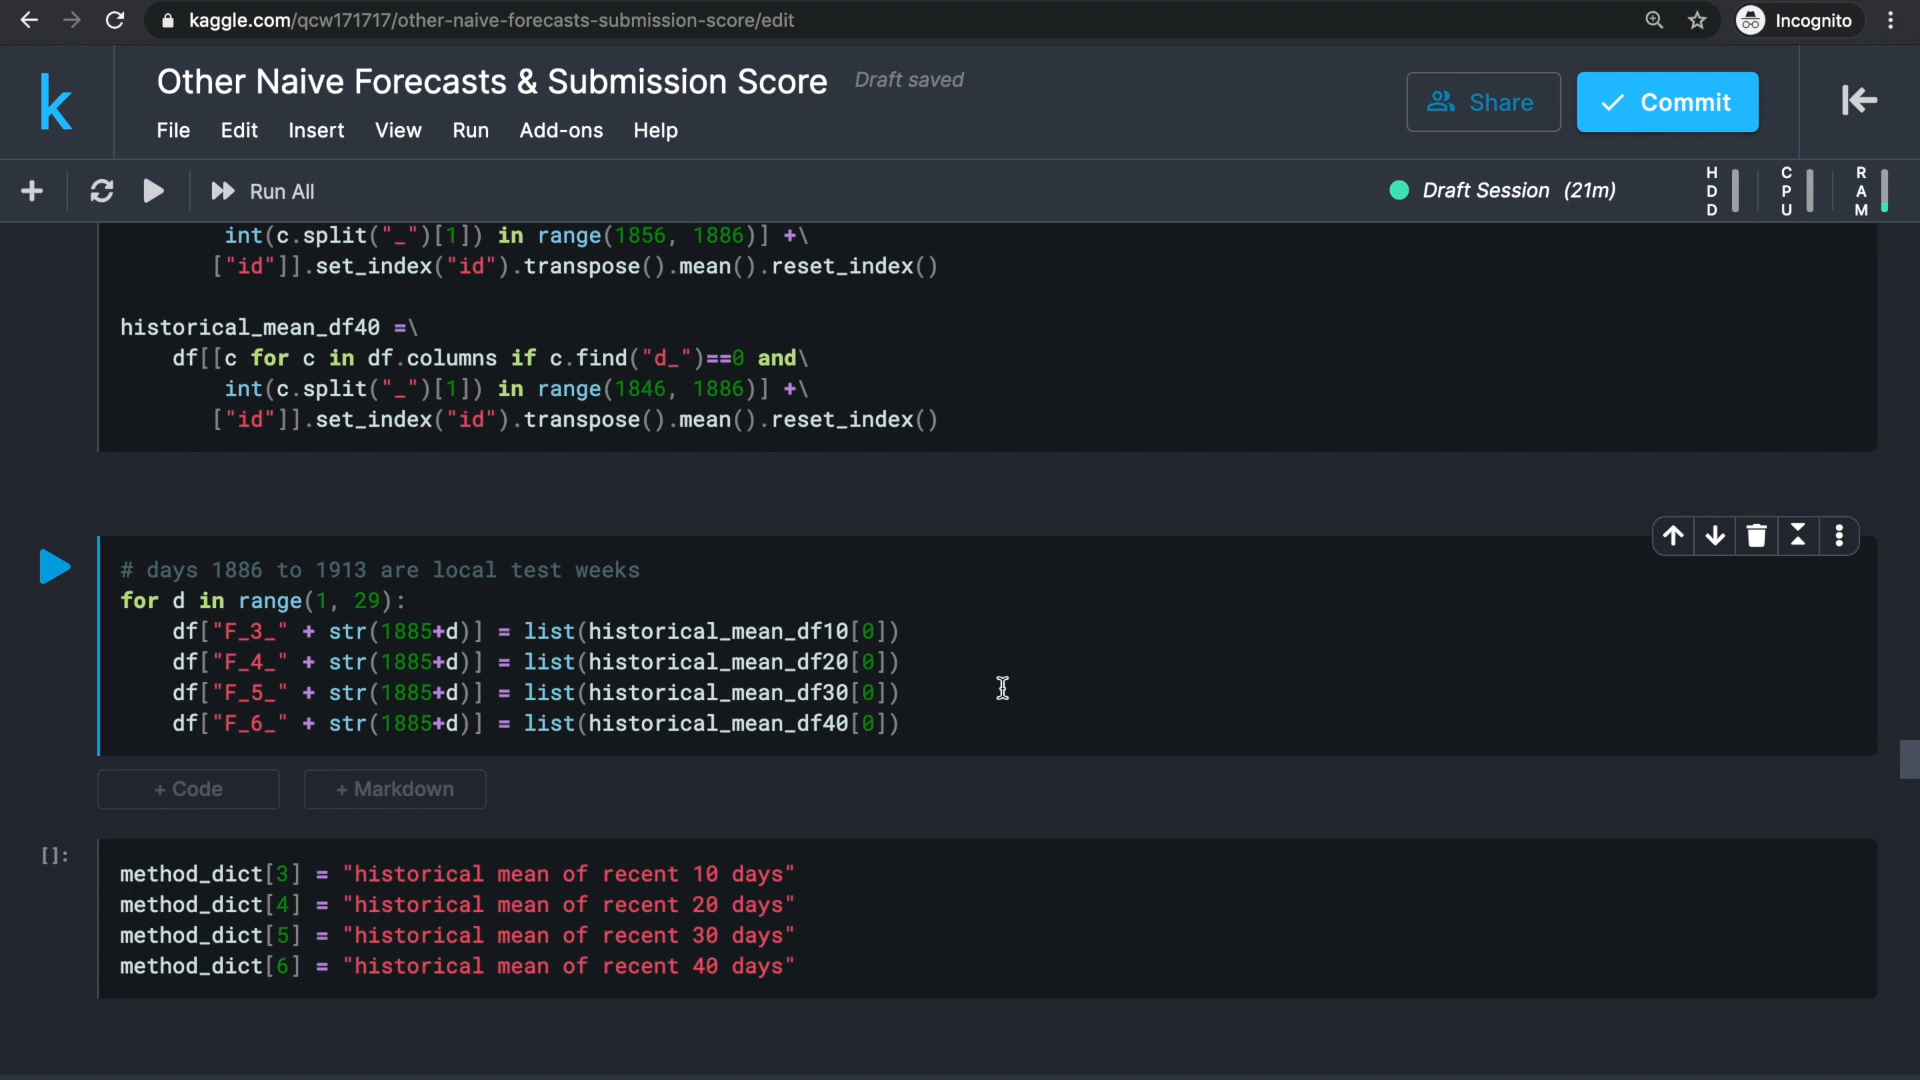 kaggle.com/qcw171717/other-naive-forecasts-submission-score/edit
Incognito
k
Other Naive Forecasts & Submission Score
Draft saved
Share
Commit
File Edit Insert View Run Add-ons Help
Run All
Draft Session (21m)
HDD
CPU
RAM
int(c.split("_")[1]) in range(1856, 1886)] +\
["id"]].set_index("id").transpose().mean().reset_index()
historical_mean_df40 =\
df[[c for c in df.columns if c.find("d_")==0 and\
int(c.split("_")[1]) in range(1846, 1886)] +\
["id"]].set_index("id").transpose().mean().reset_index()
# days 1886 to 1913 are local test weeks
for d in range(1, 29):
df["F_3_" + str(1885+d)] = list(historical_mean_df10[0])
df["F_4_" + str(1885+d)] = list(historical_mean_df20[0])
df["F_5_" + str(1885+d)] = list(historical_mean_df30[0])
df["F_6_" + str(1885+d)] = list(historical_mean_df40[0])
+ Code
+ Markdown
[]:
method_dict[3] = "historical mean of recent 10 days"
method_dict[4] = "historical mean of recent 20 days"
method_dict[5] = "historical mean of recent 30 days"
method_dict[6] = "historical mean of recent 40 days"